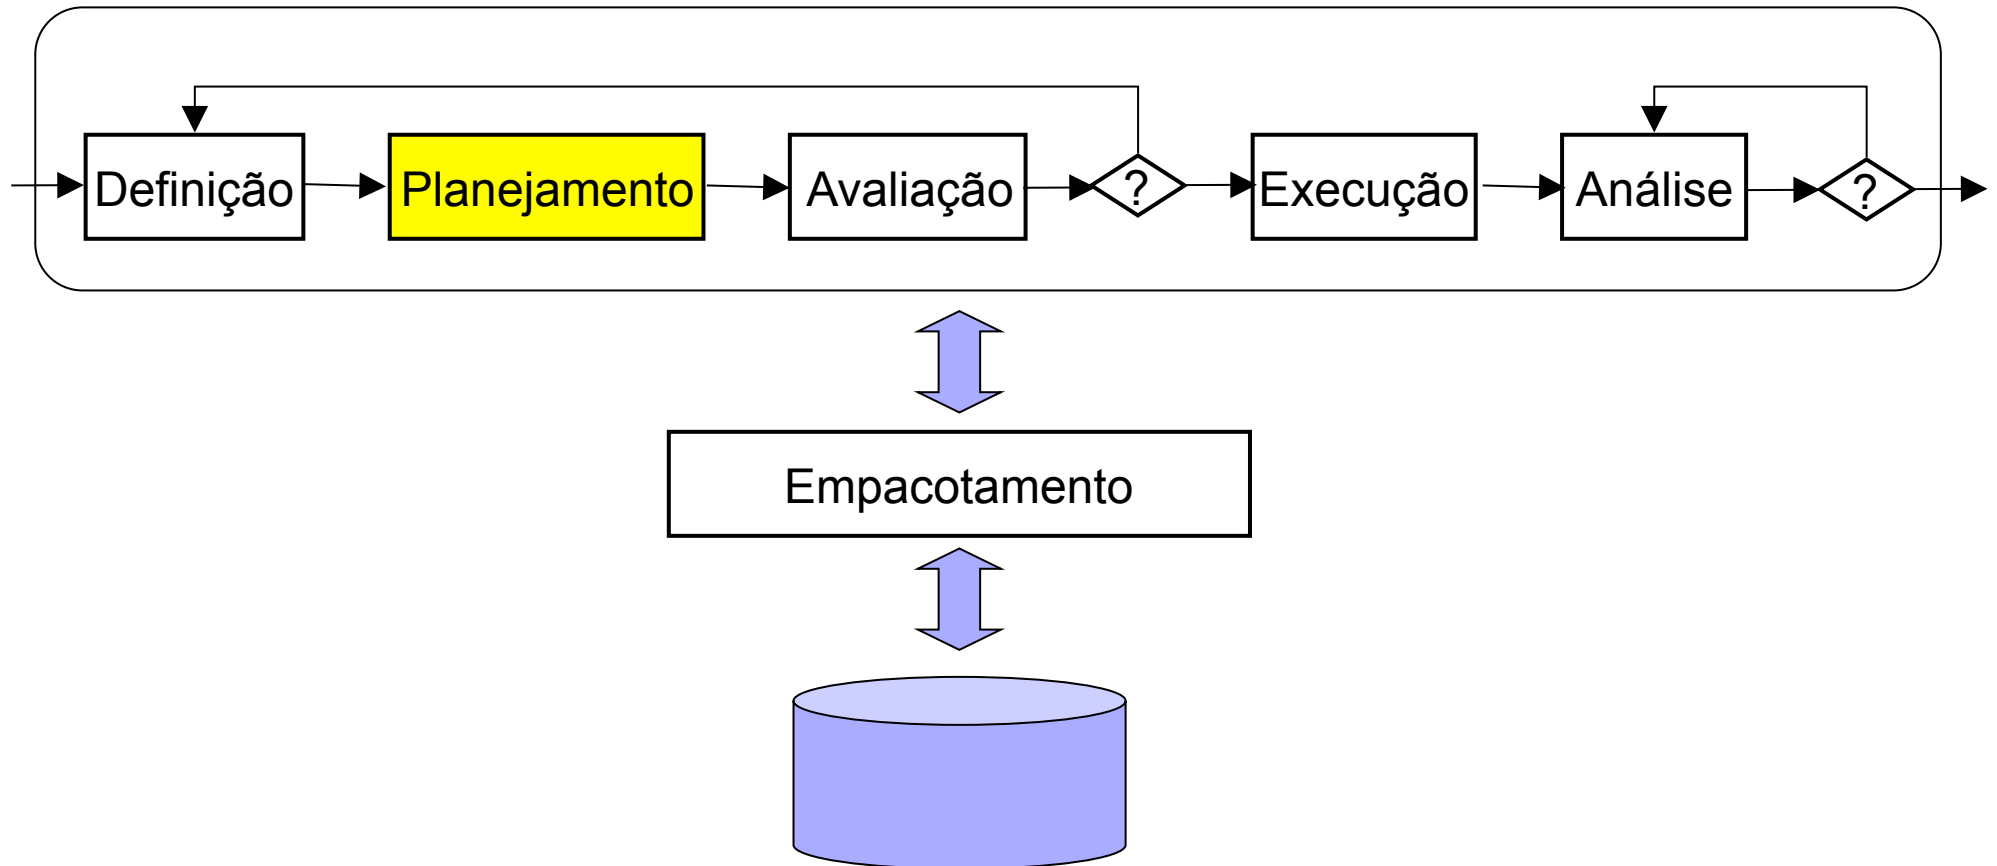 Definição
Planejamento
Avaliação
?
Execução
Análise
?
Empacotamento